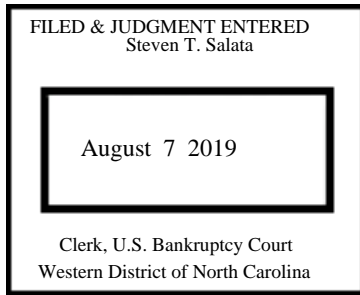 FILED & JUDGMENT ENTERED
Steven T. Salata
August 7 2019
Clerk, U.S. Bankruptcy Court
Western District of North Carolina